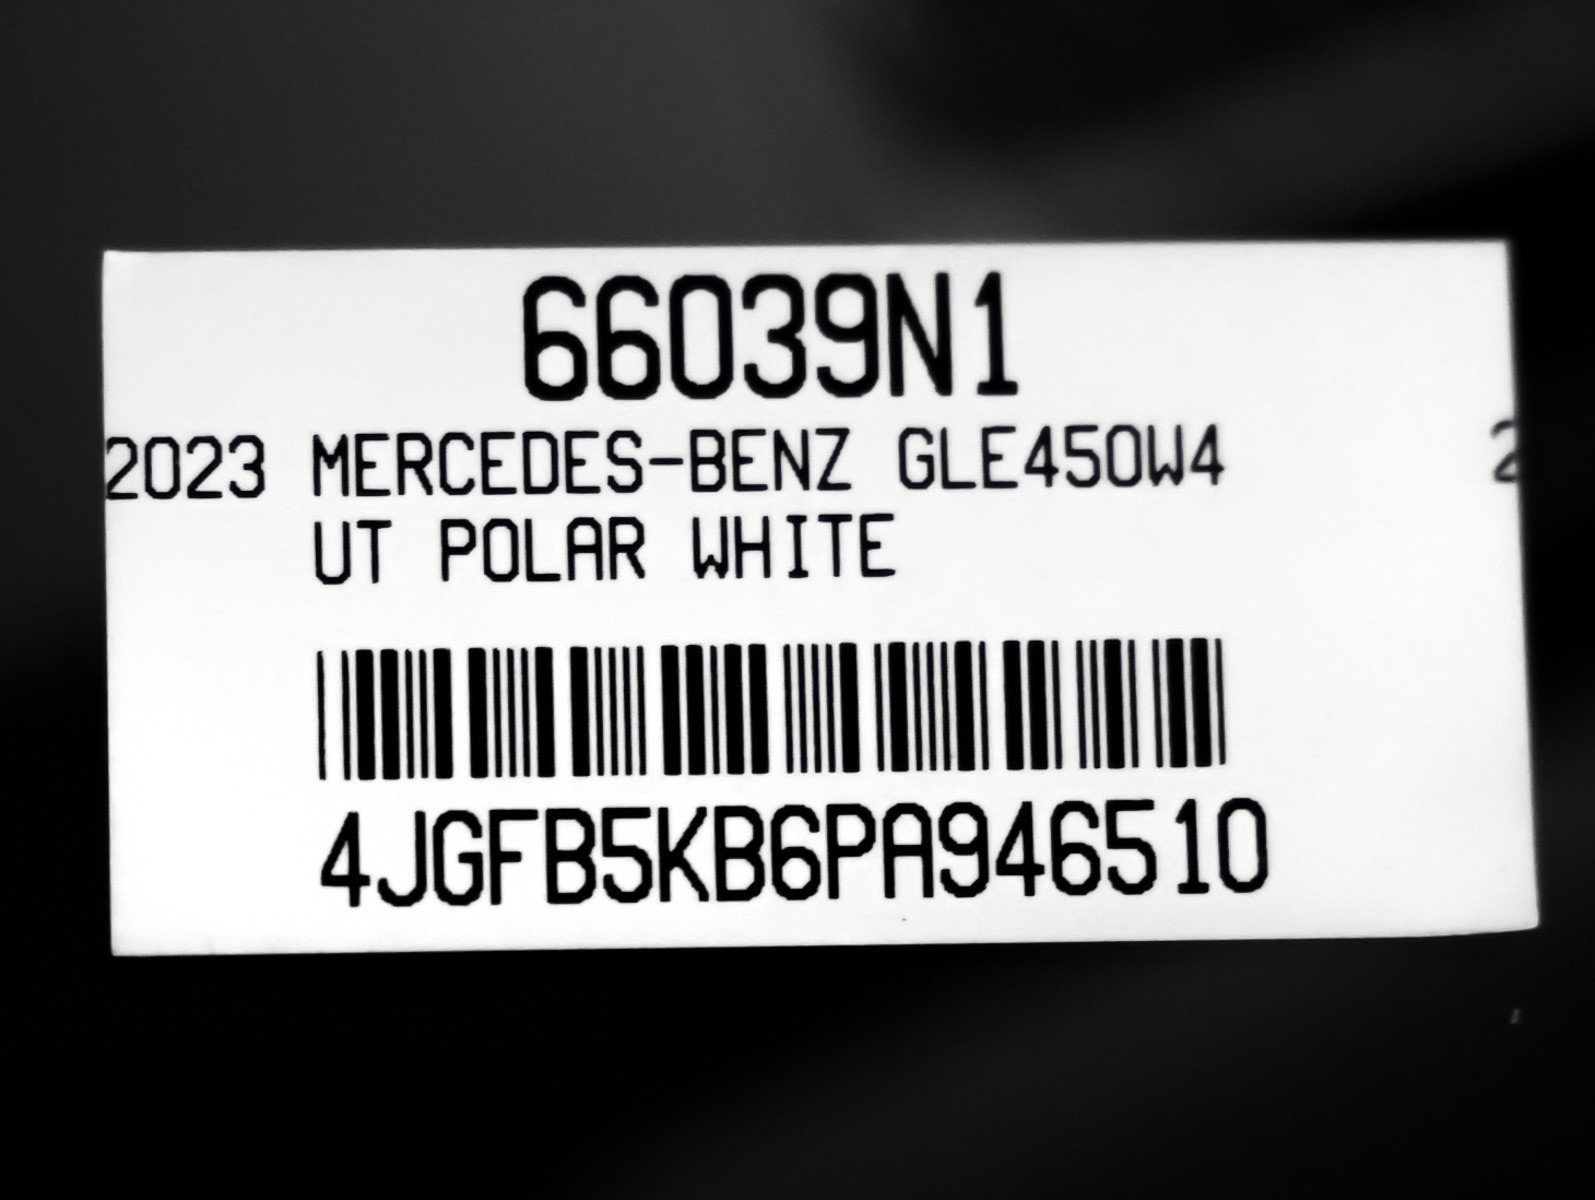 66039N1
2023 MERCEDES-BENZ GLE450W4
UT POLAR WHITE
4JGFB5KB6PA946510